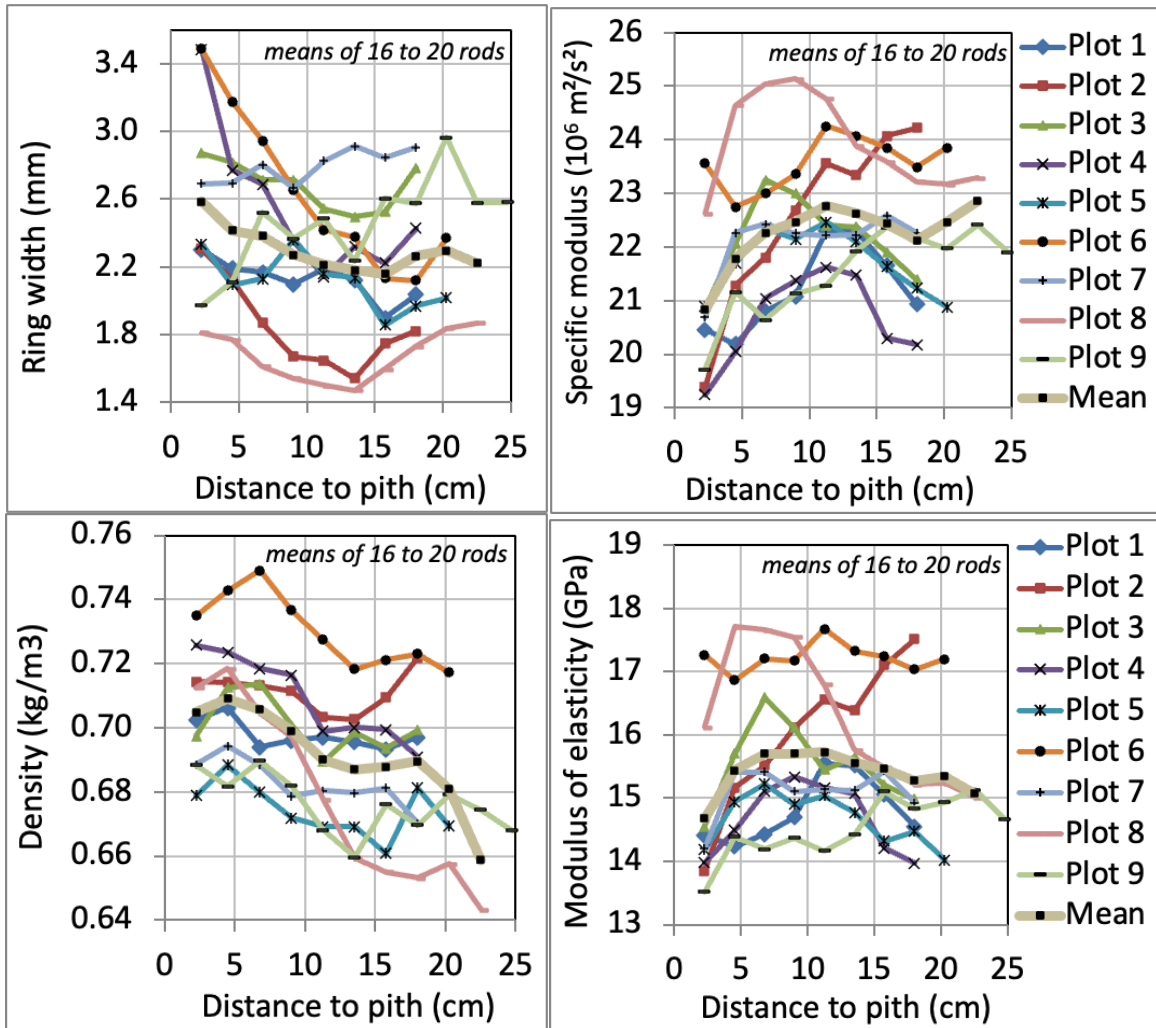 means of 16 to 20 rods
3.4
3.0
2.6
2.2
1.8
1.4
Ring width (mm)
0 5 10 15 20 25
Distance to pith (cm)
means of 16 to 20 rods
26
25
24
23
22
21
20
19
Specific modulus (10⁶ m²/s²)
0 5 10 15 20 25
Distance to pith (cm)
Plot 1
Plot 2
Plot 3
Plot 4
Plot 5
Plot 6
Plot 7
Plot 8
Plot 9
Mean
means of 16 to 20 rods
0.76
0.74
0.72
0.70
0.68
0.66
0.64
Density (kg/m3)
0 5 10 15 20 25
Distance to pith (cm)
means of 16 to 20 rods
19
18
17
16
15
14
13
Modulus of elasticity (GPa)
0 5 10 15 20 25
Distance to pith (cm)
Plot 1
Plot 2
Plot 3
Plot 4
Plot 5
Plot 6
Plot 7
Plot 8
Plot 9
Mean